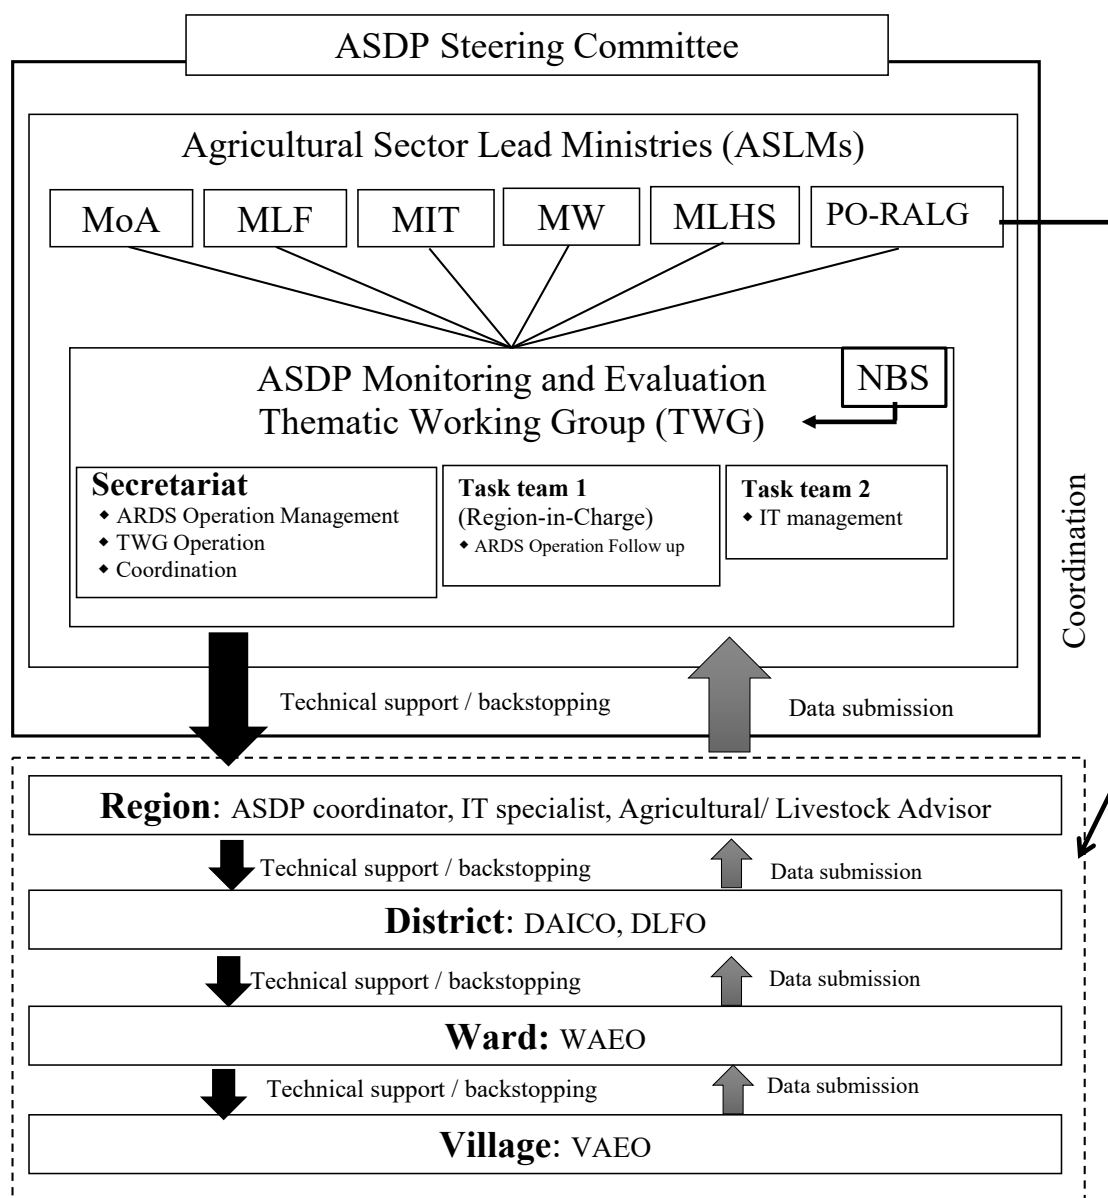 ASDP Steering Committee
Agricultural Sector Lead Ministries (ASLMs)
MoA
MLF
MIT
MW
MLHS
PO-RALG
ASDP Monitoring and Evaluation
Thematic Working Group (TWG)
NBS
Secretariat
◆ ARDS Operation Management
◆ TWG Operation
◆ Coordination
Task team 1
(Region-in-Charge)
◆ ARDS Operation Follow up
Task team 2
◆ IT management
Coordination
Technical support / backstopping
Data submission
Region: ASDP coordinator, IT specialist, Agricultural/ Livestock Advisor
Technical support / backstopping
Data submission
District: DAICO, DLFO
Technical support / backstopping
Data submission
Ward: WAEO
Technical support / backstopping
Data submission
Village: VAEO